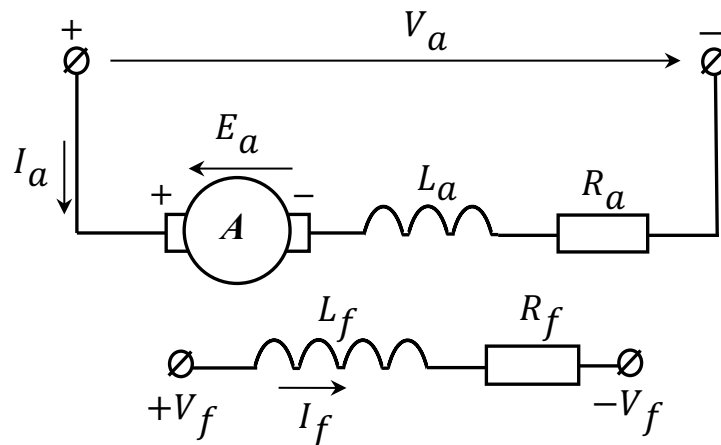 + V_a −
E_a
I_a
+ − L_a R_a
A
L_f R_f
+V_f I_f −V_f